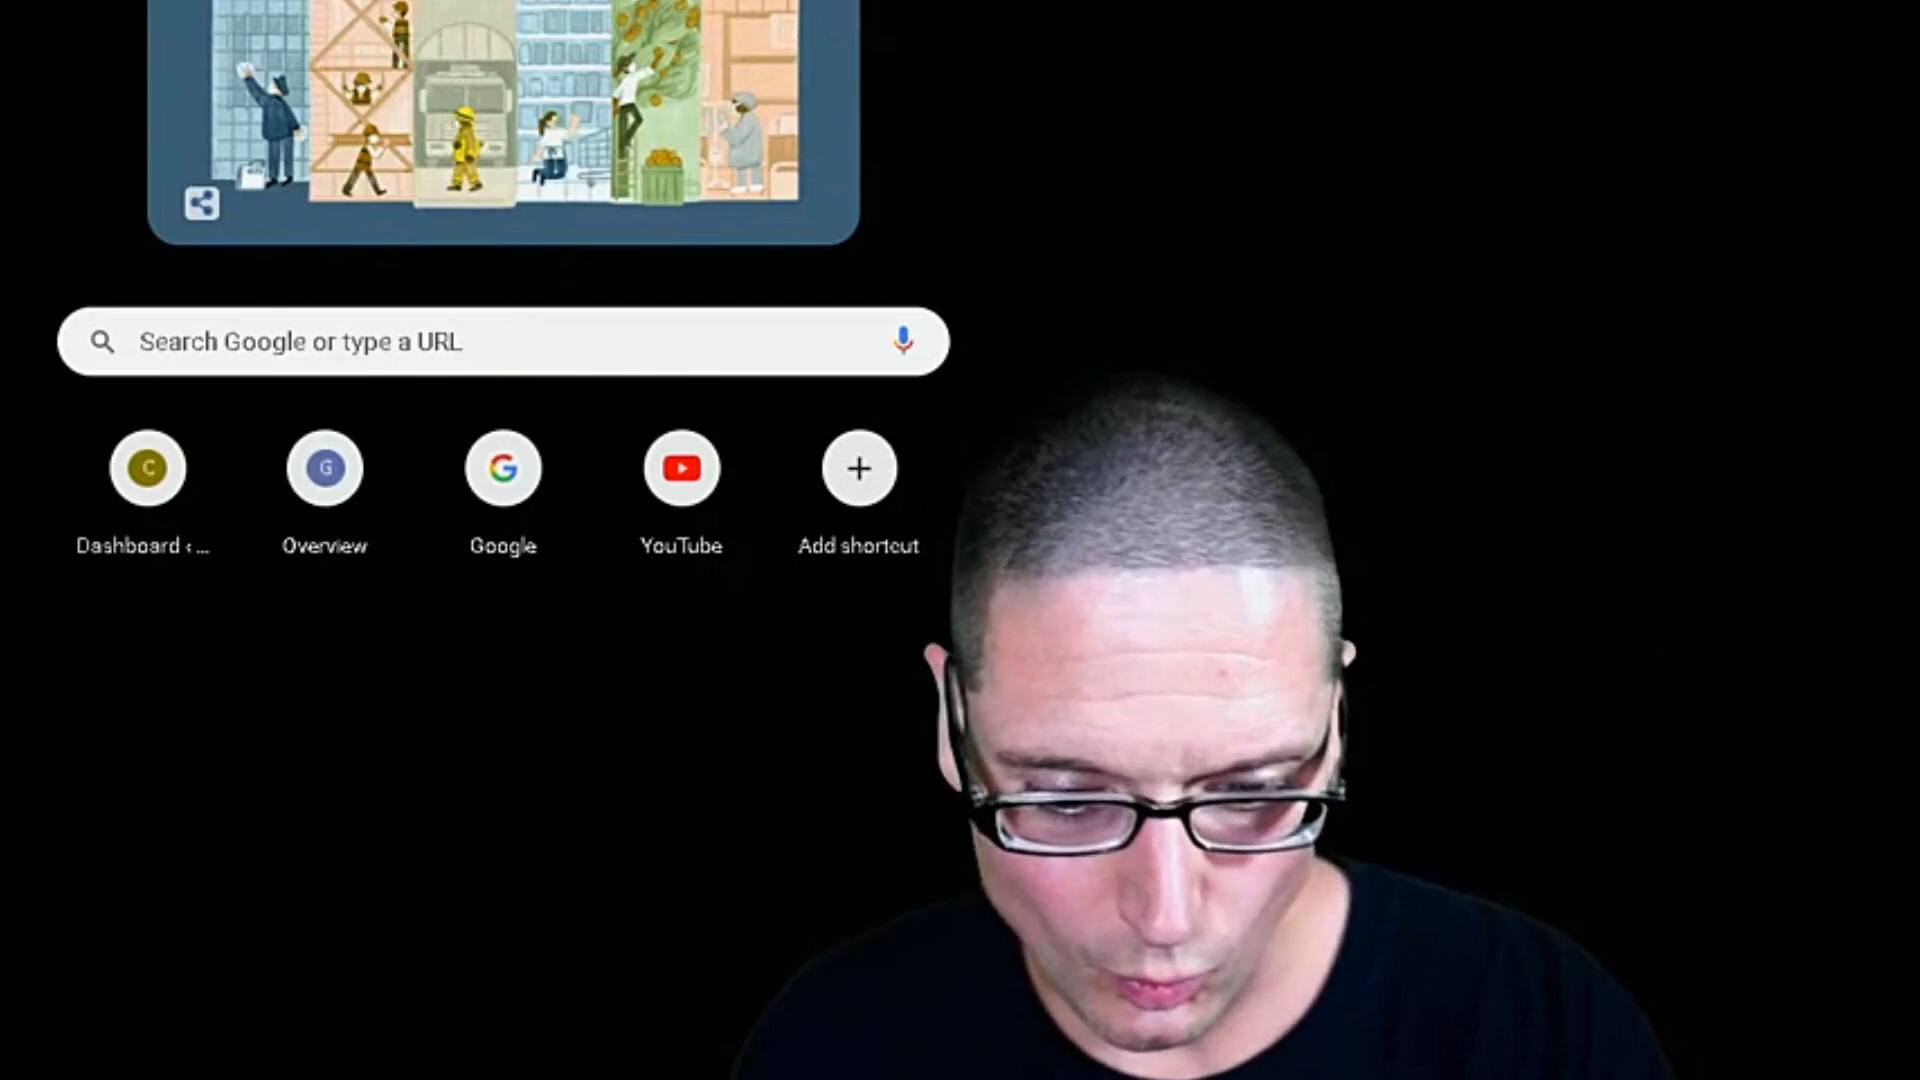 Search Google or type a URL
C
G
Dashboard ‹ ...
Overview
Google
YouTube
Add shortcut